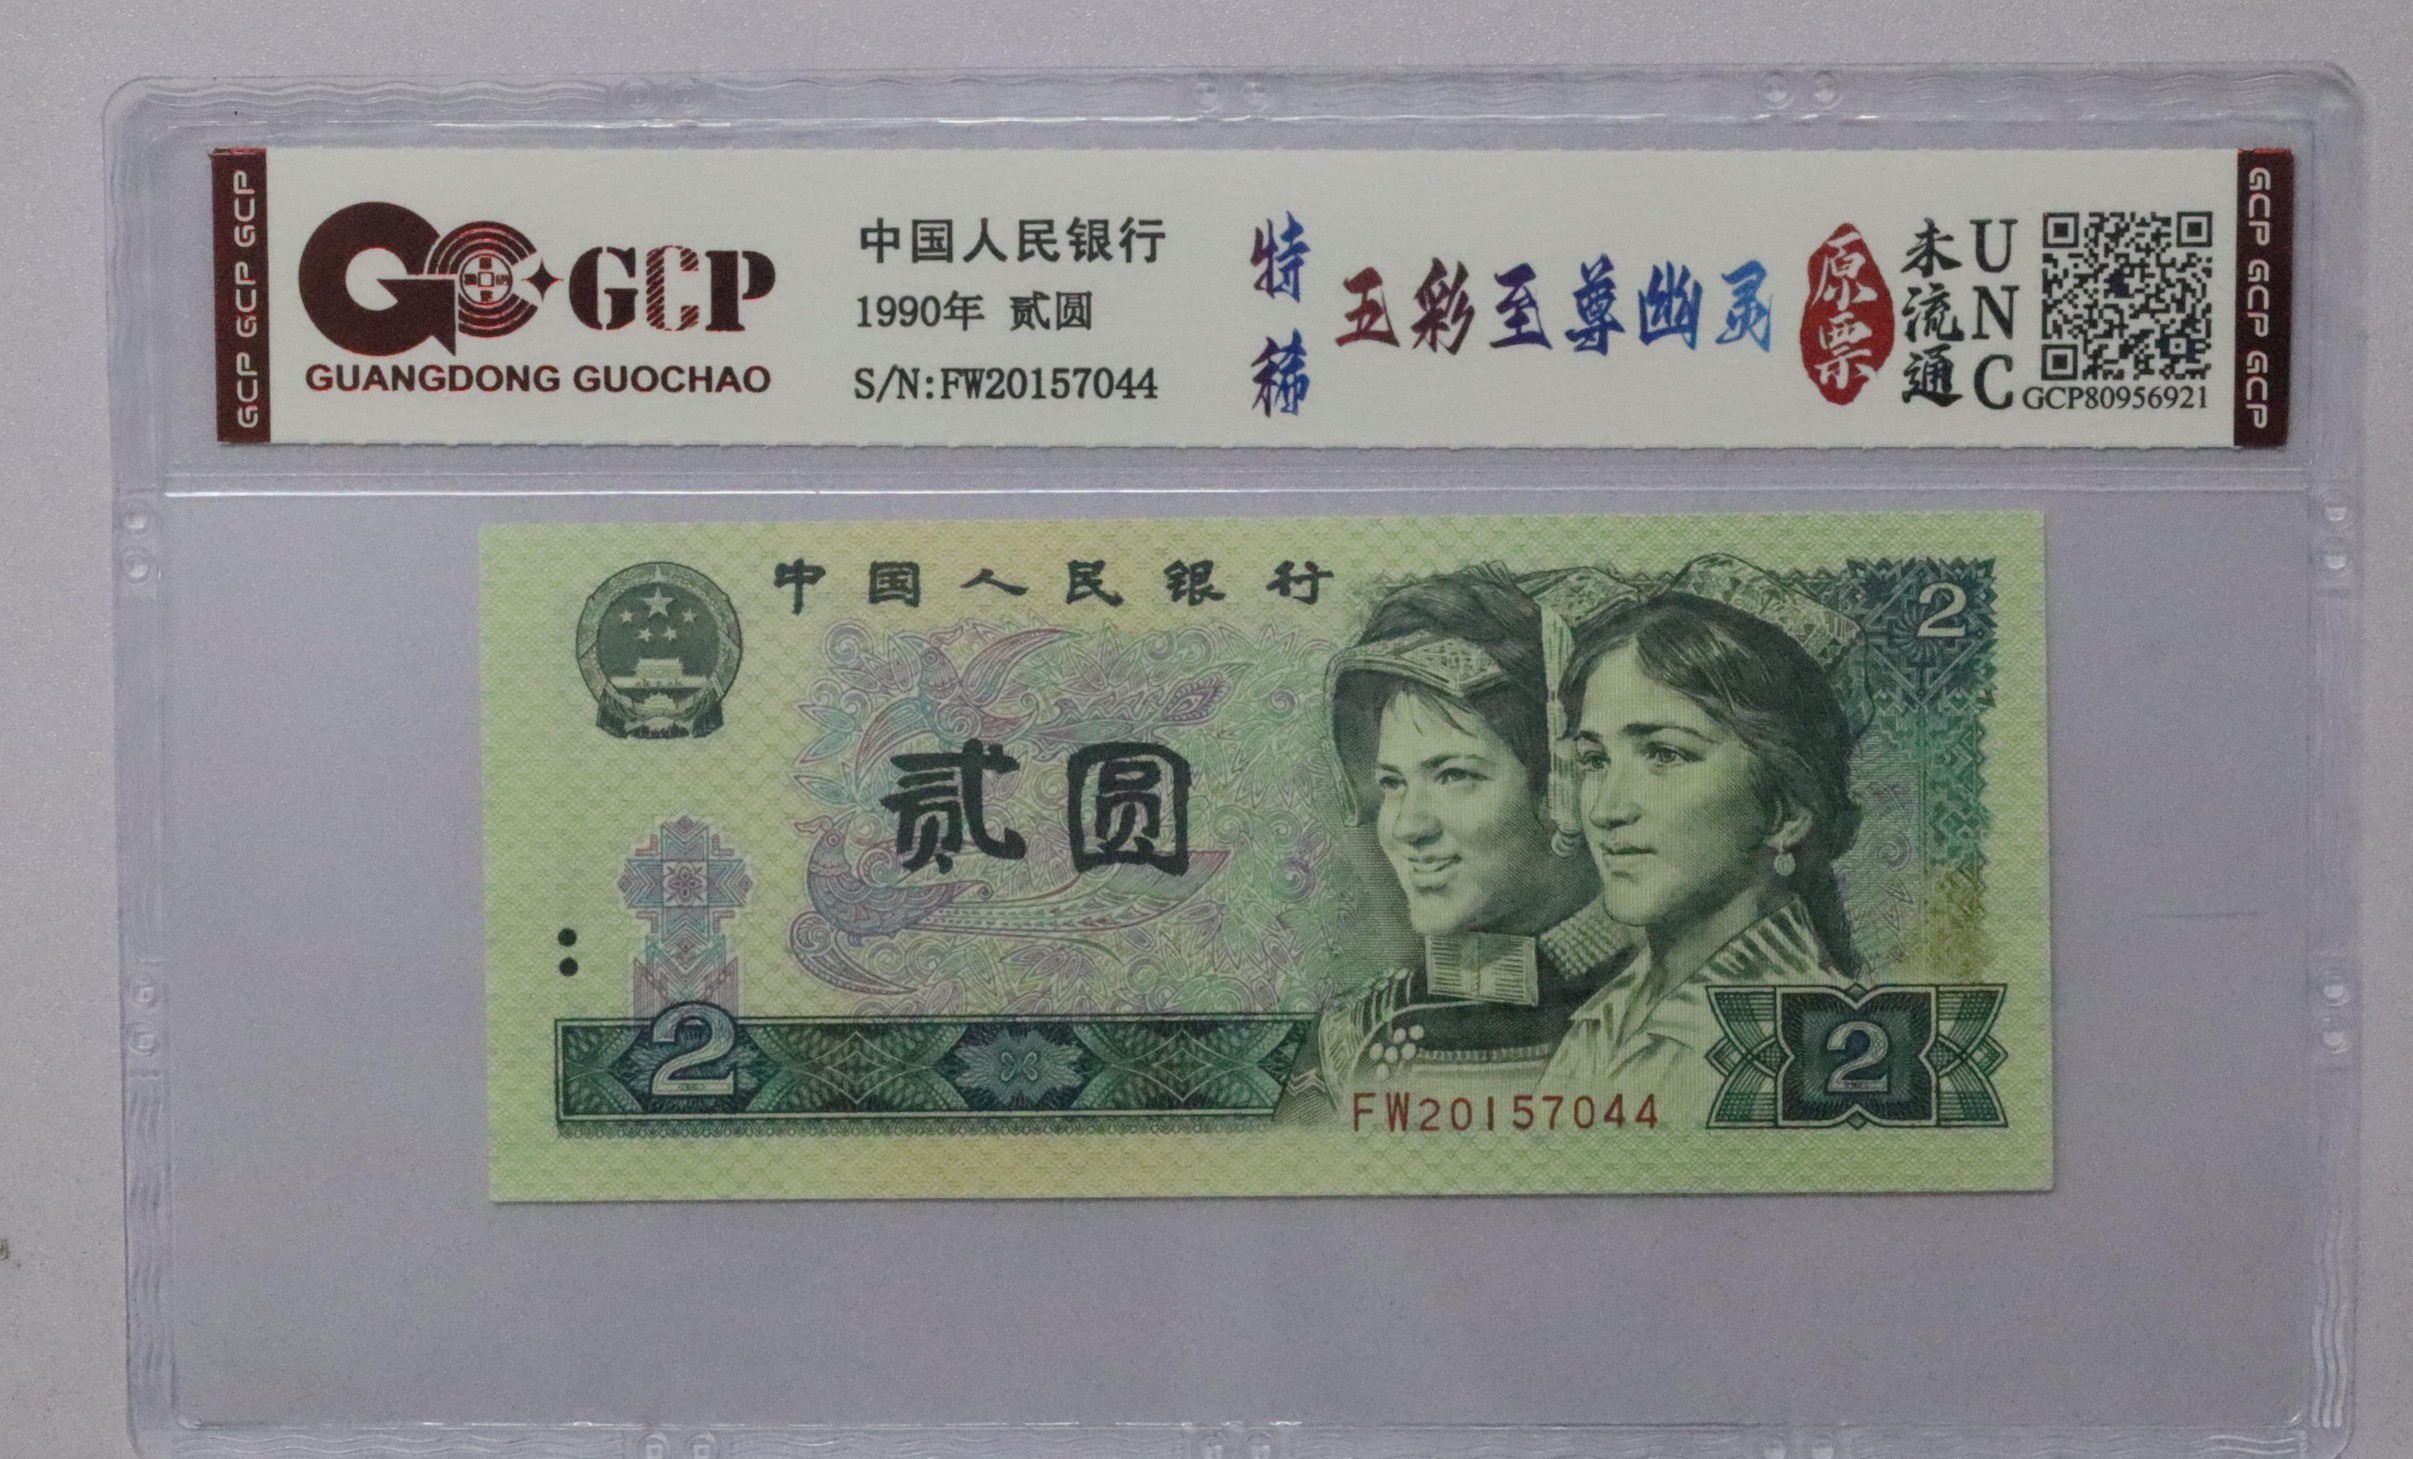 GCP GCP GCP
GCP
GUANGDONG GUOCHAO
中国人民银行
1990年 贰圆
S/N:FW20157044
特稀
五彩至尊幽灵
原票
未流通
UNC
GCP80956921
GCP GCP GCP
中国人民银行
2
贰圆
2
FW20157044
2